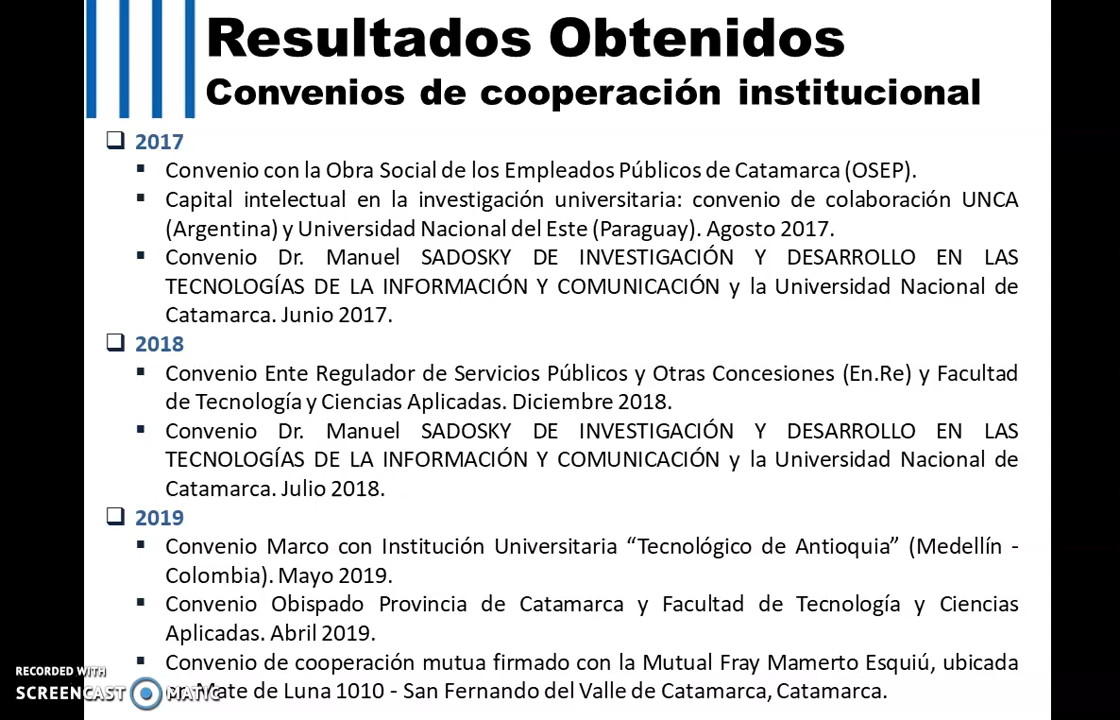 Resultados Obtenidos
Convenios de cooperación institucional
2017
Convenio con la Obra Social de los Empleados Públicos de Catamarca (OSEP).
Capital intelectual en la investigación universitaria: convenio de colaboración UNCA
(Argentina) y Universidad Nacional del Este (Paraguay). Agosto 2017.
Convenio Dr. Manuel SADOSKY DE INVESTIGACIÓN Y DESARROLLO EN LAS
TECNOLOGÍAS DE LA INFORMACIÓN Y COMUNICACIÓN y la Universidad Nacional de
Catamarca. Junio 2017.
2018
Convenio Ente Regulador de Servicios Públicos y Otras Concesiones (En.Re) y Facultad
de Tecnología y Ciencias Aplicadas. Diciembre 2018.
Convenio Dr. Manuel SADOSKY DE INVESTIGACIÓN Y DESARROLLO EN LAS
TECNOLOGÍAS DE LA INFORMACIÓN Y COMUNICACIÓN y la Universidad Nacional de
Catamarca. Julio 2018.
2019
Convenio Marco con Institución Universitaria “Tecnológico de Antioquia” (Medellín -
Colombia). Mayo 2019.
Convenio Obispado Provincia de Catamarca y Facultad de Tecnología y Ciencias
Aplicadas. Abril 2019.
Convenio de cooperación mutua firmado con la Mutual Fray Mamerto Esquiú, ubicada
Mate de Luna 1010 - San Fernando del Valle de Catamarca, Catamarca.
RECORDED WITH
SCREENCAST MATIC